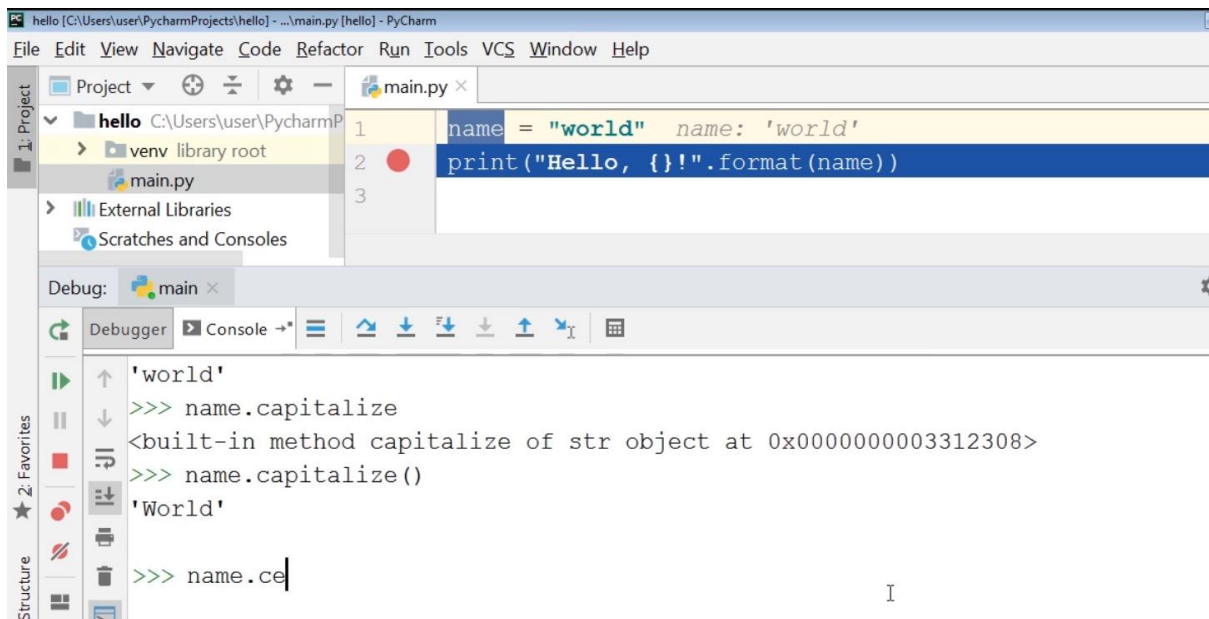 hello [C:\Users\user\PycharmProjects\hello] - ...\main.py [hello] - PyCharm
File Edit View Navigate Code Refactor Run Tools VCS Window Help
Project
main.py
1: Project
hello C:\Users\user\PycharmP
venv library root
main.py
External Libraries
Scratches and Consoles
1 name = "world" name: 'world'
2 print("Hello, {}!".format(name))
3
Debug: main
Debugger Console
'world'
>>> name.capitalize
<built-in method capitalize of str object at 0x0000000003312308>
>>> name.capitalize()
'World'
>>> name.ce
2: Favorites
Structure